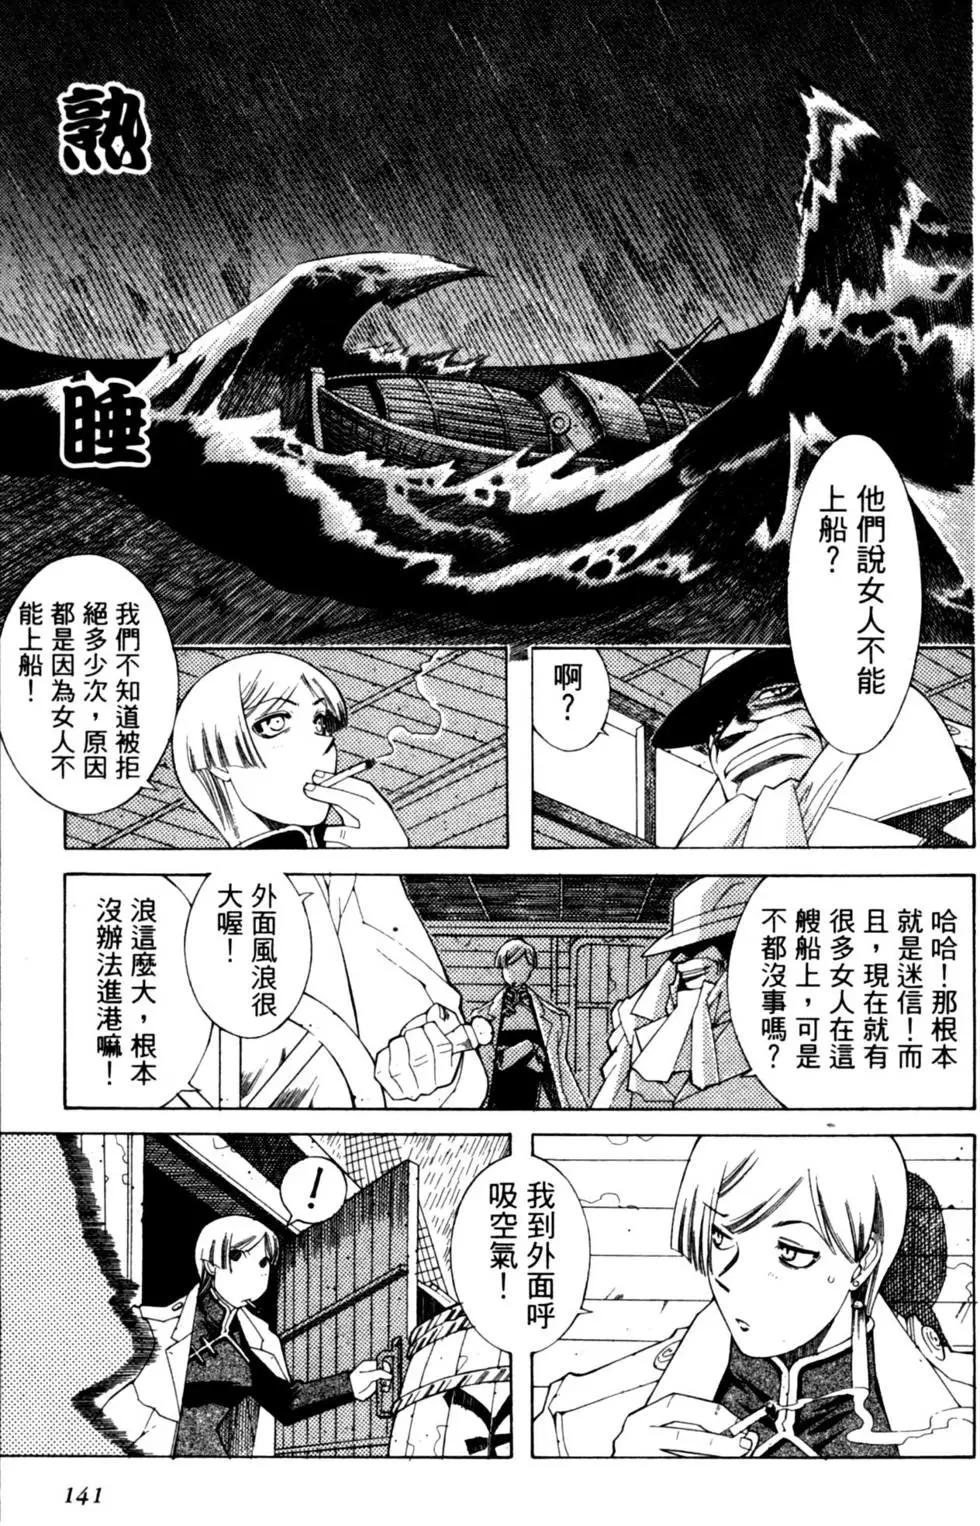 熟
睡
他們說女人不能
上船？
啊？
我們不知道被拒
絕多少次，原因
都是因為女人不
能上船！
哈哈！那根本
就是迷信！而
且，現在就有
很多女人在這
艘船上，可是
不都沒事嗎？
外面風浪很
大喔！
浪這麼大，根本
沒辦法進港嘛！
我到外面呼
吸空氣！
！
141